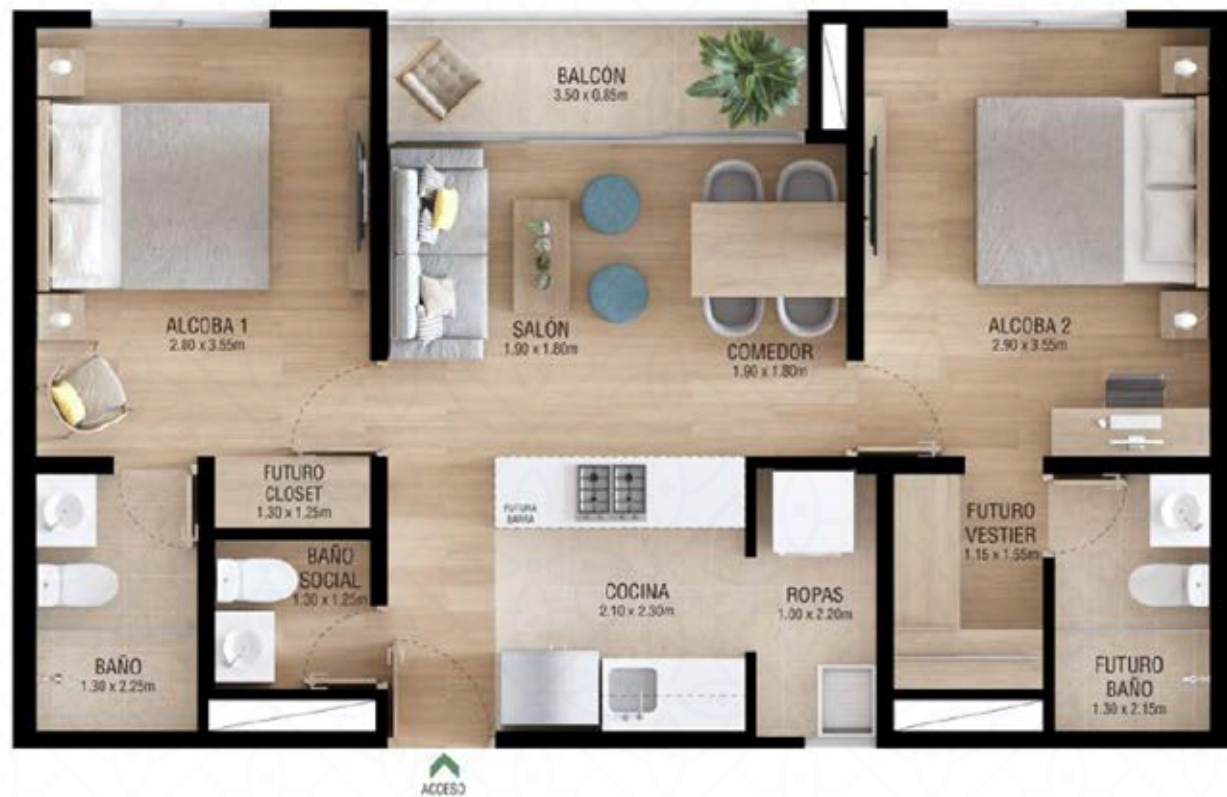 BALCÓN
3.50 x 0.85m
ALCOBA 1
2.80 x 3.55m
SALÓN
1.90 x 1.80m
COMEDOR
1.90 x 1.80m
ALCOBA 2
2.90 x 3.55m
FUTURO
CLOSET
1.30 x 1.25m
FUTURA
BARRA
BAÑO
SOCIAL
1.30 x 1.25m
COCINA
2.10 x 2.30m
ROPAS
1.00 x 2.20m
FUTURO
VESTIER
1.15 x 1.55m
BAÑO
1.30 x 2.25m
FUTURO
BAÑO
1.30 x 2.15m
ACCESO